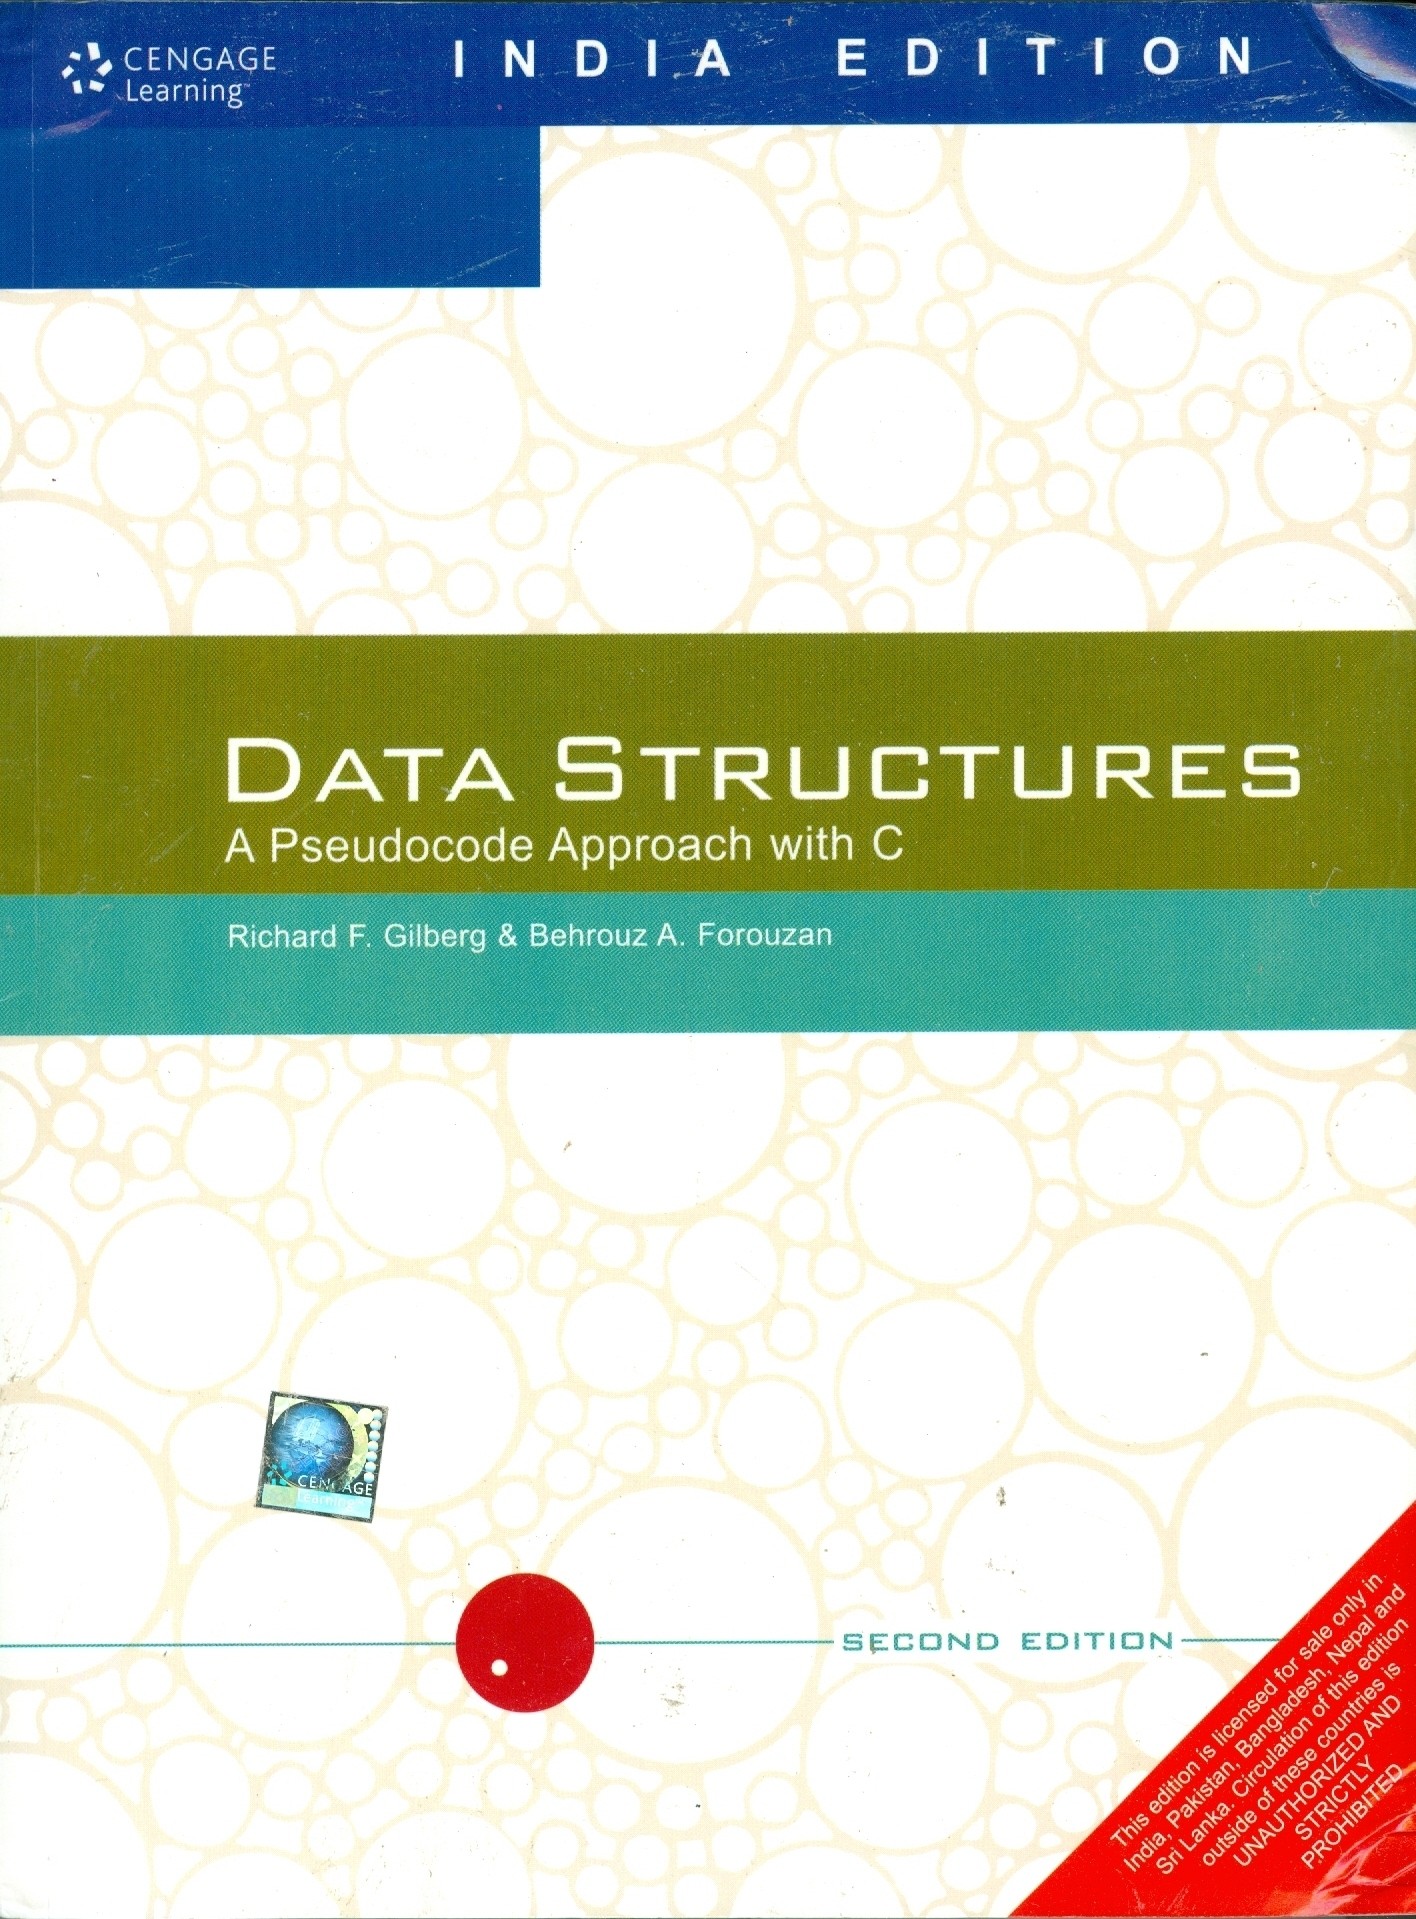 CENGAGE
Learning™
INDIA EDITION
DATA STRUCTURES
A Pseudocode Approach with C
Richard F. Gilberg & Behrouz A. Forouzan
CENGAGE
Learning
SECOND EDITION
This edition is licensed for sale only in
India, Pakistan, Bangladesh, Nepal and
Sri Lanka. Circulation of this edition
outside of these countries is
UNAUTHORIZED AND
STRICTLY
PROHIBITED